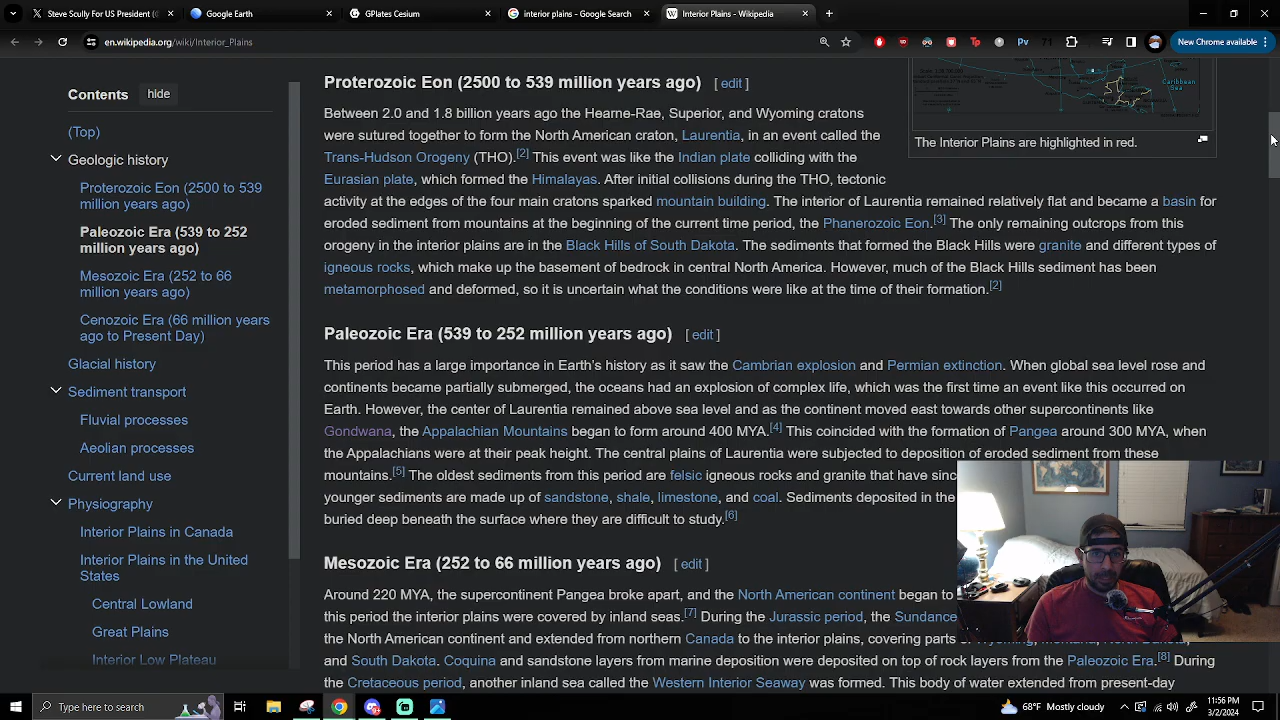 Steve Scully For US President (
Google Earth
GPlates Cesium
interior plains - Google Search
Interior Plains - Wikipedia
en.wikipedia.org/wiki/Interior_Plains
New Chrome available
Contents hide
(Top)
Geologic history
Proterozoic Eon (2500 to 539
million years ago)
Paleozoic Era (539 to 252
million years ago)
Mesozoic Era (252 to 66
million years ago)
Cenozoic Era (66 million years
ago to Present Day)
Glacial history
Sediment transport
Fluvial processes
Aeolian processes
Current land use
Physiography
Interior Plains in Canada
Interior Plains in the United
States
Central Lowland
Great Plains
Interior Low Plateau
Caribbean
Sea
The Interior Plains are highlighted in red.
Proterozoic Eon (2500 to 539 million years ago) [ edit ]
Between 2.0 and 1.8 billion years ago the Hearne-Rae, Superior, and Wyoming cratons
were sutured together to form the North American craton, Laurentia, in an event called the
Trans-Hudson Orogeny (THO).[2] This event was like the Indian plate colliding with the
Eurasian plate, which formed the Himalayas. After initial collisions during the THO, tectonic
activity at the edges of the four main cratons sparked mountain building. The interior of Laurentia remained relatively flat and became a basin for
eroded sediment from mountains at the beginning of the current time period, the Phanerozoic Eon.[3] The only remaining outcrops from this
orogeny in the interior plains are in the Black Hills of South Dakota. The sediments that formed the Black Hills were granite and different types of
igneous rocks, which make up the basement of bedrock in central North America. However, much of the Black Hills sediment has been
metamorphosed and deformed, so it is uncertain what the conditions were like at the time of their formation.[2]
Paleozoic Era (539 to 252 million years ago) [ edit ]
This period has a large importance in Earth's history as it saw the Cambrian explosion and Permian extinction. When global sea level rose and
continents became partially submerged, the oceans had an explosion of complex life, which was the first time an event like this occurred on
Earth. However, the center of Laurentia remained above sea level and as the continent moved east towards other supercontinents like
Gondwana, the Appalachian Mountains began to form around 400 MYA.[4] This coincided with the formation of Pangea around 300 MYA, when
the Appalachians were at their peak height. The central plains of Laurentia were subjected to deposition of eroded sediment from these
mountains.[5] The oldest sediments from this period are felsic igneous rocks and granite that have sinc
younger sediments are made up of sandstone, shale, limestone, and coal. Sediments deposited in the
buried deep beneath the surface where they are difficult to study.[6]
Mesozoic Era (252 to 66 million years ago) [ edit ]
Around 220 MYA, the supercontinent Pangea broke apart, and the North American continent began to
this period the interior plains were covered by inland seas.[7] During the Jurassic period, the Sundance
the North American continent and extended from northern Canada to the interior plains, covering parts of Wyoming, Montana, North Dakota,
and South Dakota. Coquina and sandstone layers from marine deposition were deposited on top of rock layers from the Paleozoic Era.[8] During
the Cretaceous period, another inland sea called the Western Interior Seaway was formed. This body of water extended from present-day
Type here to search
68°F Mostly cloudy
11:56 PM
3/2/2024